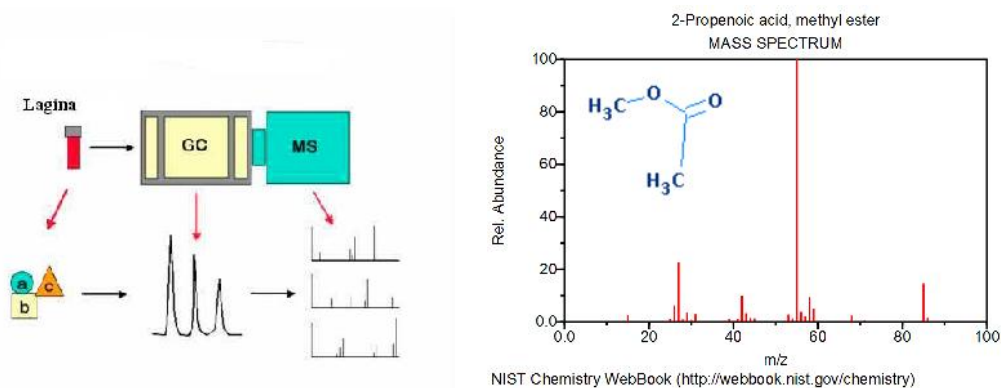 Lagina
GC
MS
a
c
b
2-Propenoic acid, methyl ester
MASS SPECTRUM
100
80
60
40
20
0.0
Rel. Abundance
H₃C
O
O
H₃C
0.0
20
40
60
80
100
m/z
NIST Chemistry WebBook (http://webbook.nist.gov/chemistry)